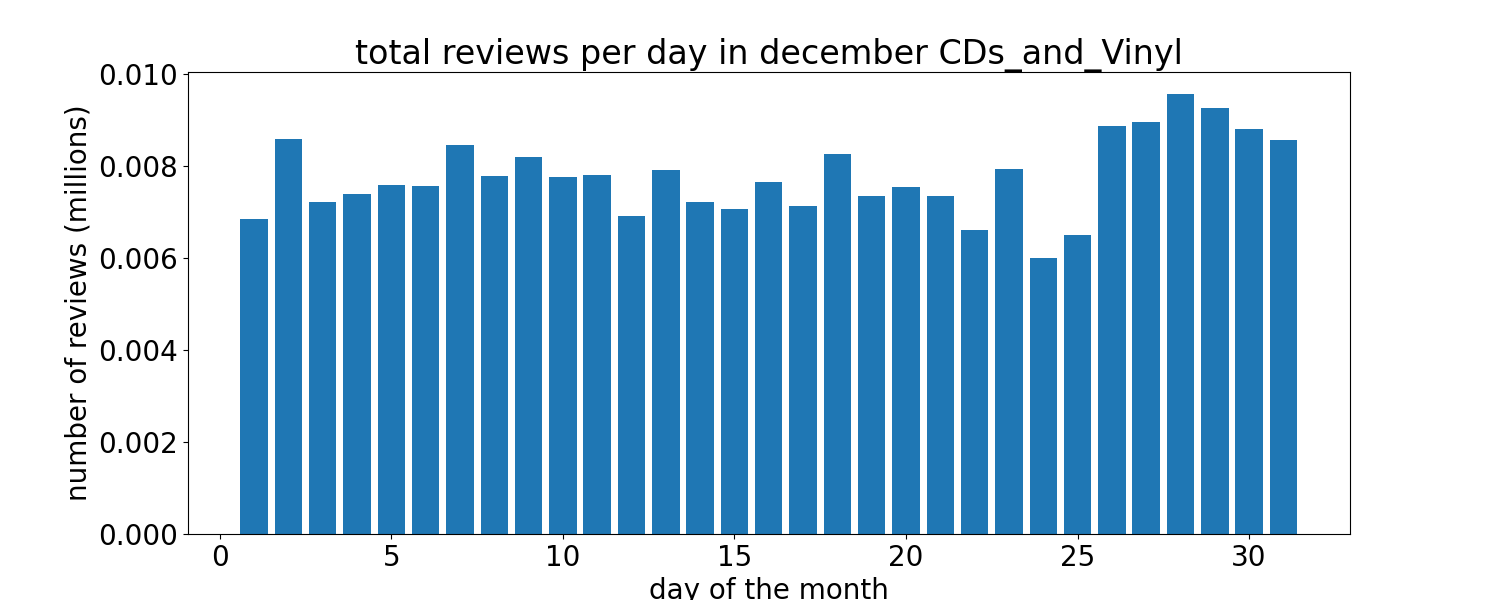 total reviews per day in december CDs_and_Vinyl
number of reviews (millions)
0.010
0.008
0.006
0.004
0.002
0.000
0 5 10 15 20 25 30
day of the month